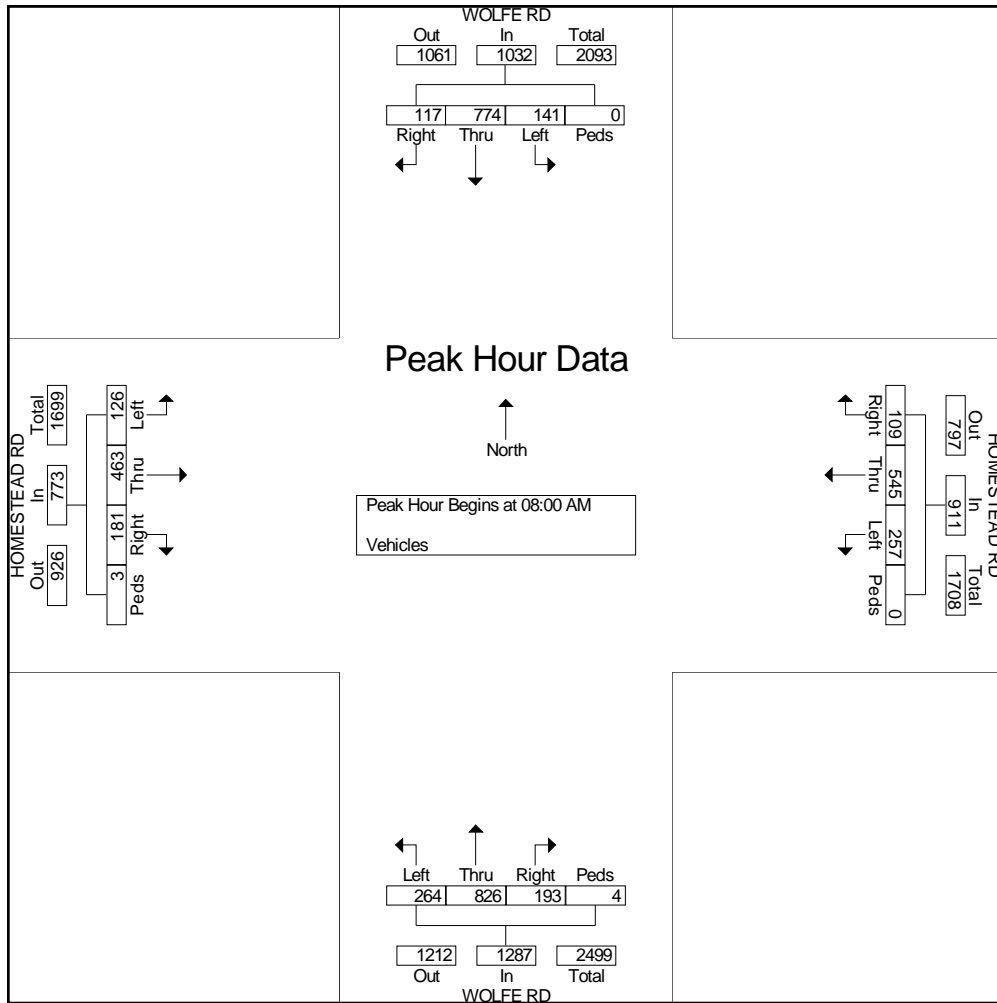 WOLFE RD
Out In Total
1061 1032 2093
117 774 141 0
Right Thru Left Peds
Peak Hour Data
North
Peak Hour Begins at 08:00 AM
Vehicles
HOMESTEAD RD
Total In Out
1699 773 926
126 463 181 3
Left Thru Right Peds
HOMESTEAD RD
Out In Total
797 911 1708
109 545 257 0
Right Thru Left Peds
Left Thru Right Peds
264 826 193 4
1212 1287 2499
Out In Total
WOLFE RD